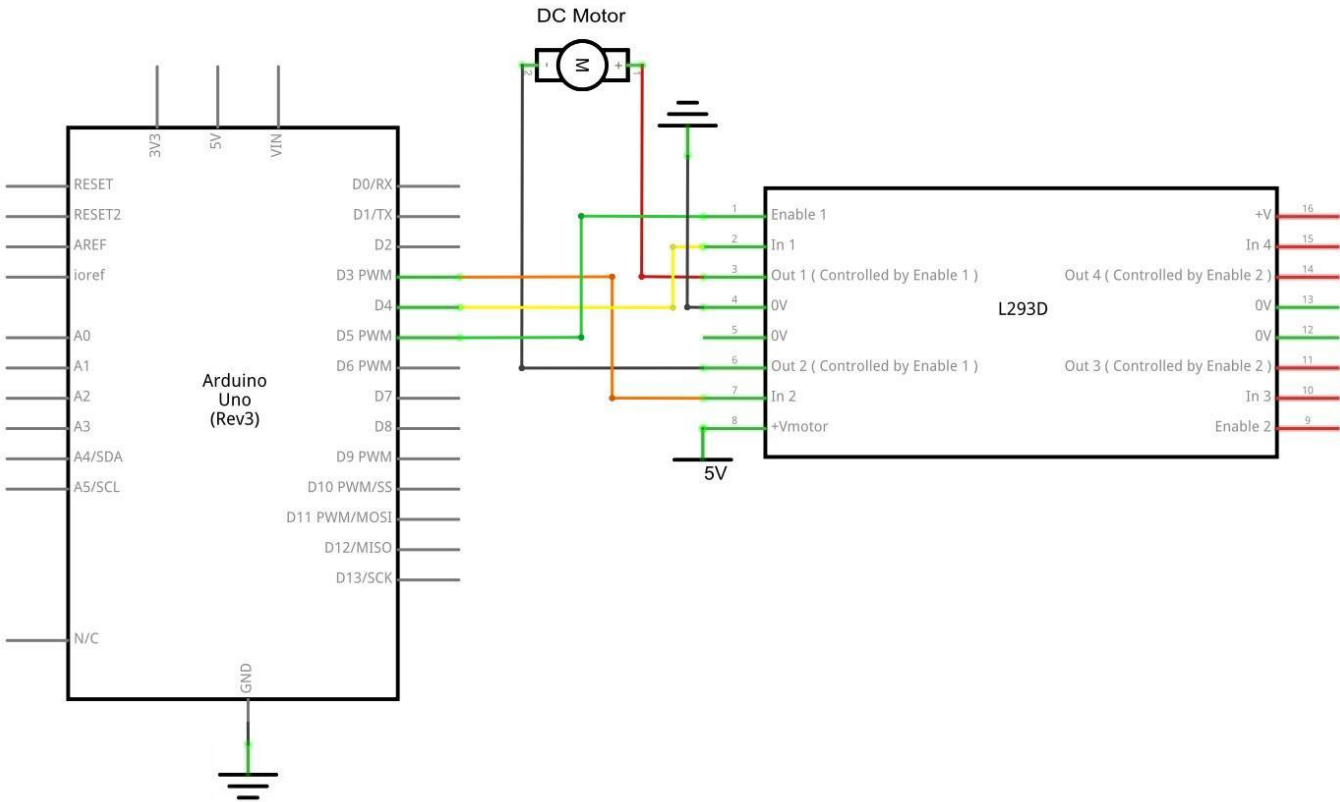 DC Motor
M
-
+
2
1
3V3
5V
VIN
RESET
RESET2
AREF
ioref
A0
A1
A2
A3
A4/SDA
A5/SCL
N/C
Arduino
Uno
(Rev3)
D0/RX
D1/TX
D2
D3 PWM
D4
D5 PWM
D6 PWM
D7
D8
D9 PWM
D10 PWM/SS
D11 PWM/MOSI
D12/MISO
D13/SCK
GND
1 Enable 1
2 In 1
3 Out 1 ( Controlled by Enable 1 )
4 0V
5 0V
6 Out 2 ( Controlled by Enable 1 )
7 In 2
8 +Vmotor
5V
L293D
+V 16
In 4 15
Out 4 ( Controlled by Enable 2 ) 14
0V 13
0V 12
Out 3 ( Controlled by Enable 2 ) 11
In 3 10
Enable 2 9